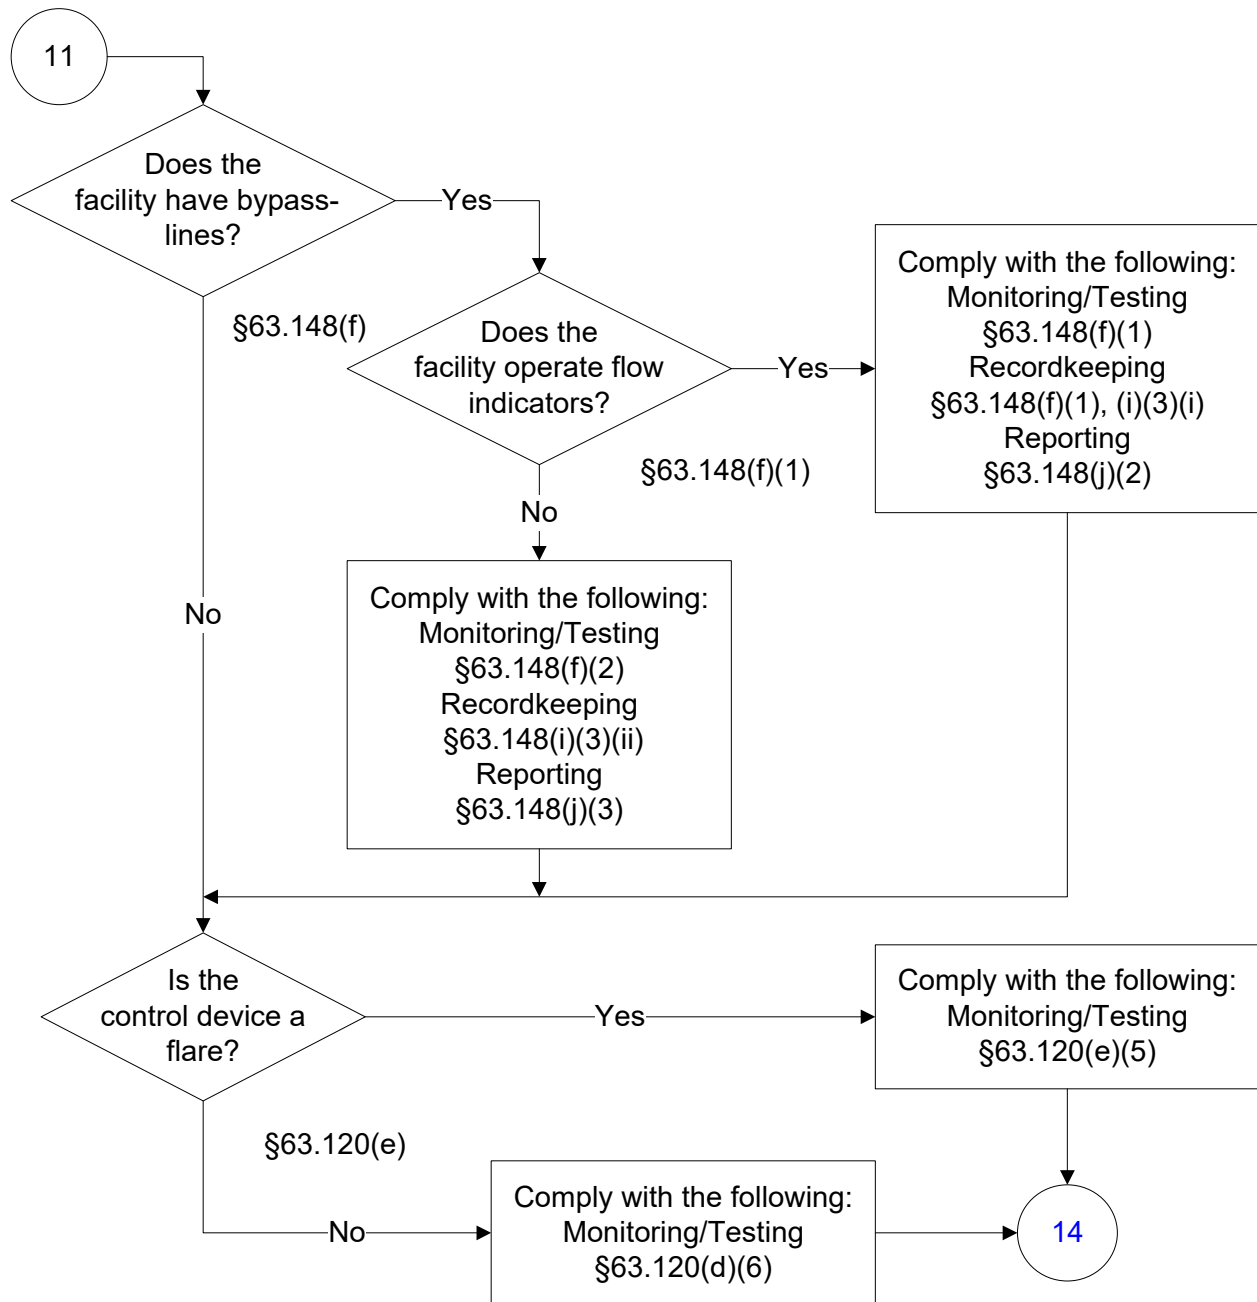 11
Does the
facility have bypass-
lines?
Yes
§63.148(f)
Does the
facility operate flow
indicators?
Yes
§63.148(f)(1)
Comply with the following:
Monitoring/Testing
§63.148(f)(1)
Recordkeeping
§63.148(f)(1), (i)(3)(i)
Reporting
§63.148(j)(2)
No
No
Comply with the following:
Monitoring/Testing
§63.148(f)(2)
Recordkeeping
§63.148(i)(3)(ii)
Reporting
§63.148(j)(3)
Is the
control device a
flare?
Yes
Comply with the following:
Monitoring/Testing
§63.120(e)(5)
§63.120(e)
No
Comply with the following:
Monitoring/Testing
§63.120(d)(6)
14